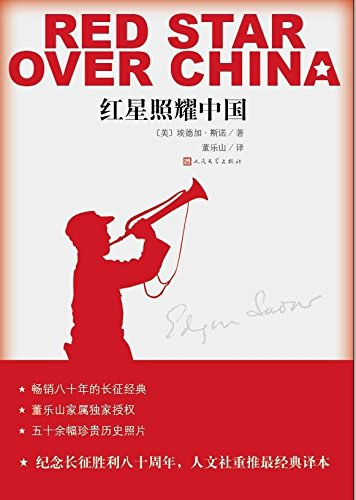 RED STAR
OVER CHINA
红星照耀中国
〔美〕埃德加·斯诺／著
董乐山／译
人民文学出版社
Edgar Snow
★ 畅销八十年的长征经典
★ 董乐山家属独家授权
★ 五十余幅珍贵历史照片
★ 纪念长征胜利八十周年，人文社重推最经典译本